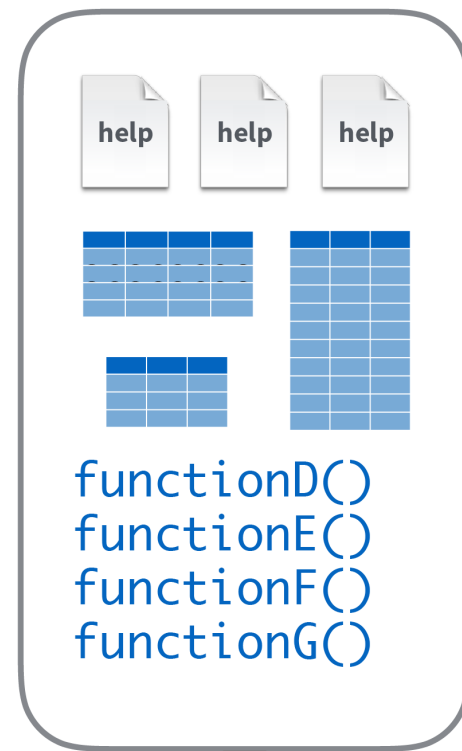 help help help
functionD()
functionE()
functionF()
functionG()